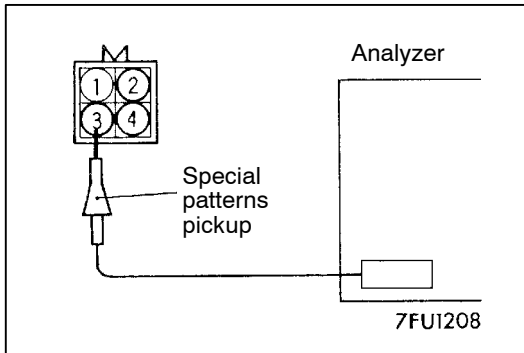 Analyzer
1 2
3 4
Special
patterns
pickup
7FU1208